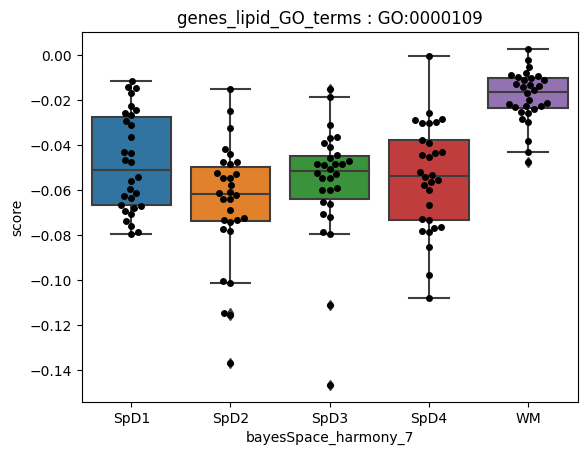 genes_lipid_GO_terms : GO:0000109
0.00
−0.02
−0.04
−0.06
−0.08
−0.10
−0.12
−0.14
score
SpD1 SpD2 SpD3 SpD4 WM
bayesSpace_harmony_7